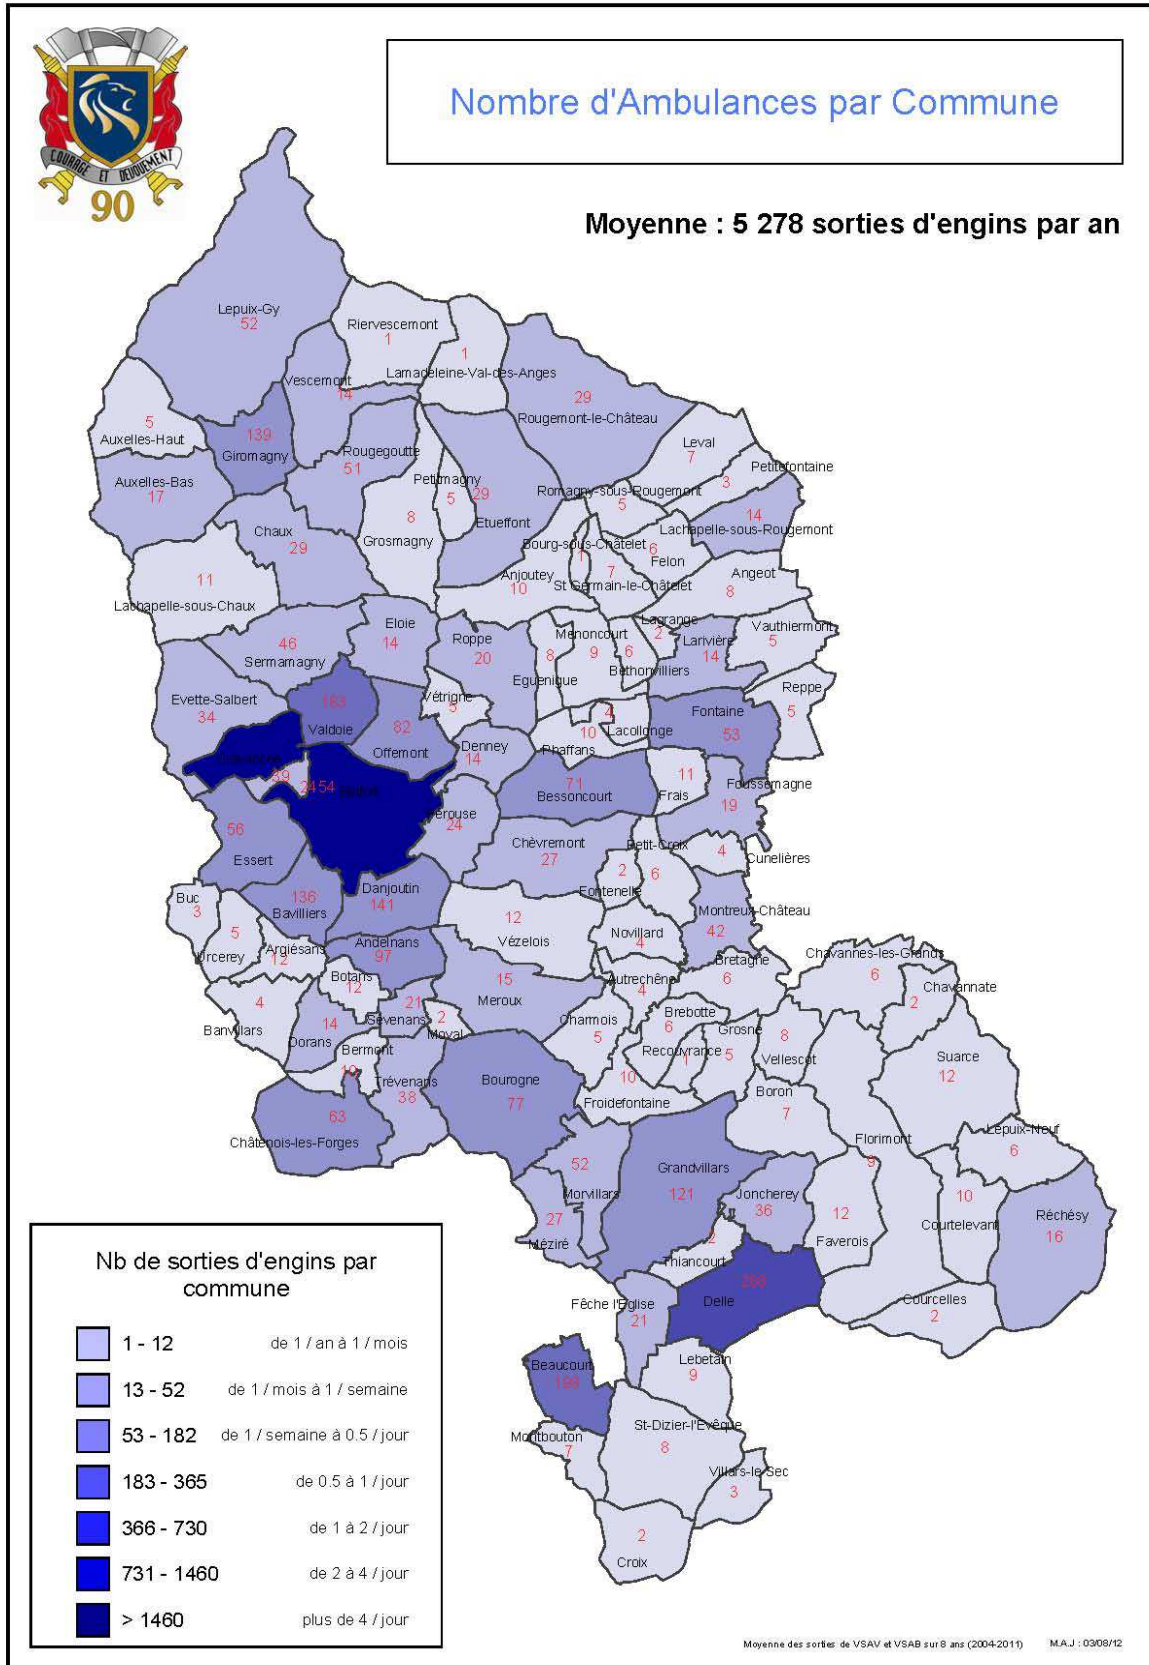 COURAGE ET DEVOUEMENT
90
Nombre d'Ambulances par Commune
Moyenne : 5 278 sorties d'engins par an
Lepuix-Gy
52
Riervescemont
1
1
Lamadeleine-Val-des-Anges
Vescemont
14
29
Rougemont-le-Château
5
Auxelles-Haut
139
Giromagny
Rougegoutte
51
Leval
7
Petitefontaine
3
Auxelles-Bas
17
Petitmagny
5
29
Etueffont
Romagny-sous-Rougemont
5
14
Lachapelle-sous-Rougemont
8
Grosmagny
Chaux
29
Bourg-sous-Châtelet
1
6
Felon
7
St Germain-le-Châtelet
Anjoutey
10
Angeot
8
11
Lachapelle-sous-Chaux
Eloie
14
46
Sermamagny
Roppe
20
Menoncourt
9
8
Eguenigue
Lagrange
2
6
Bethonvilliers
Larivière
14
Vauthiermont
5
Evette-Salbert
34
183
Valdoie
Vétrigne
5
82
Offemont
Reppe
5
Fontaine
53
4
Lacollonge
10
Phaffans
Denney
14
39
2454
71
Bessoncourt
11
Frais
Foussemagne
19
56
Essert
Pérouse
24
Chèvremont
27
Petit-Croix
6
4
Cunelières
2
Fontenelle
Buc
3
136
Bavilliers
Danjoutin
141
Montreux-Château
42
12
Vézelois
Novillard
4
5
Urcerey
Argiésans
12
Andelnans
97
Botans
12
Bretagne
6
Chavannes-les-Grands
6
2
Chavannate
15
Meroux
Autrechêne
4
4
Banvillars
14
Dorans
21
Sévenans
2
Moval
Charmois
5
Brebotte
6
Grosne
5
8
Vellescot
Recouvrance
1
Suarce
12
Bermont
Trévenans
38
Bourogne
77
10
Froidefontaine
Boron
7
63
Châtenois-les-Forges
Florimont
9
Lepuix-Neuf
6
52
Morvillars
Grandvillars
121
Joncherey
36
12
Faverois
10
Courtelevant
Réchésy
16
27
Méziré
2
Thiancourt
268
Delle
Fêche l'Eglise
21
Courcelles
2
Beaucourt
Lebetain
9
Montbouton
7
St-Dizier-l'Evêque
8
Villars-le-Sec
3
2
Croix
Nb de sorties d'engins par
commune
1 - 12 de 1 / an à 1 / mois
13 - 52 de 1 / mois à 1 / semaine
53 - 182 de 1 / semaine à 0.5 / jour
183 - 365 de 0.5 à 1 / jour
366 - 730 de 1 à 2 / jour
731 - 1460 de 2 à 4 / jour
> 1460 plus de 4 / jour
Moyenne des sorties de VSAV et VSAB sur 8 ans (2004-2011) M.A.J : 03/08/12